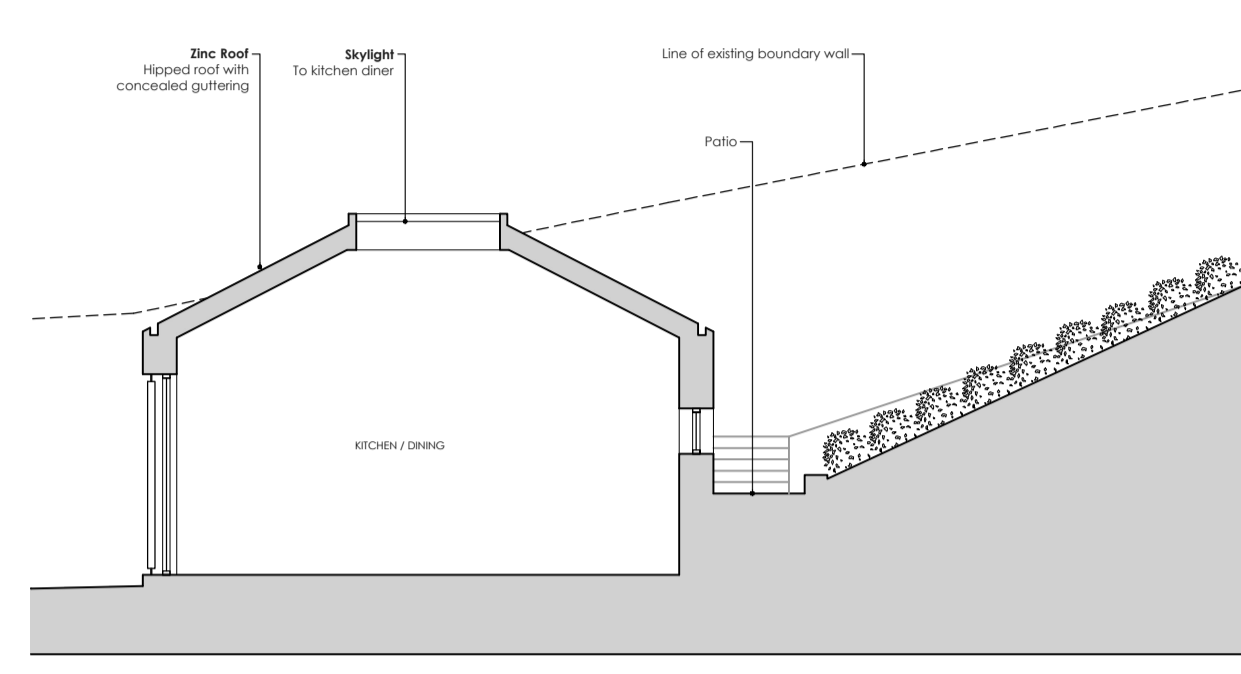 Zinc Roof
Hipped roof with
concealed guttering
Skylight
To kitchen diner
Line of existing boundary wall
Patio
KITCHEN / DINING